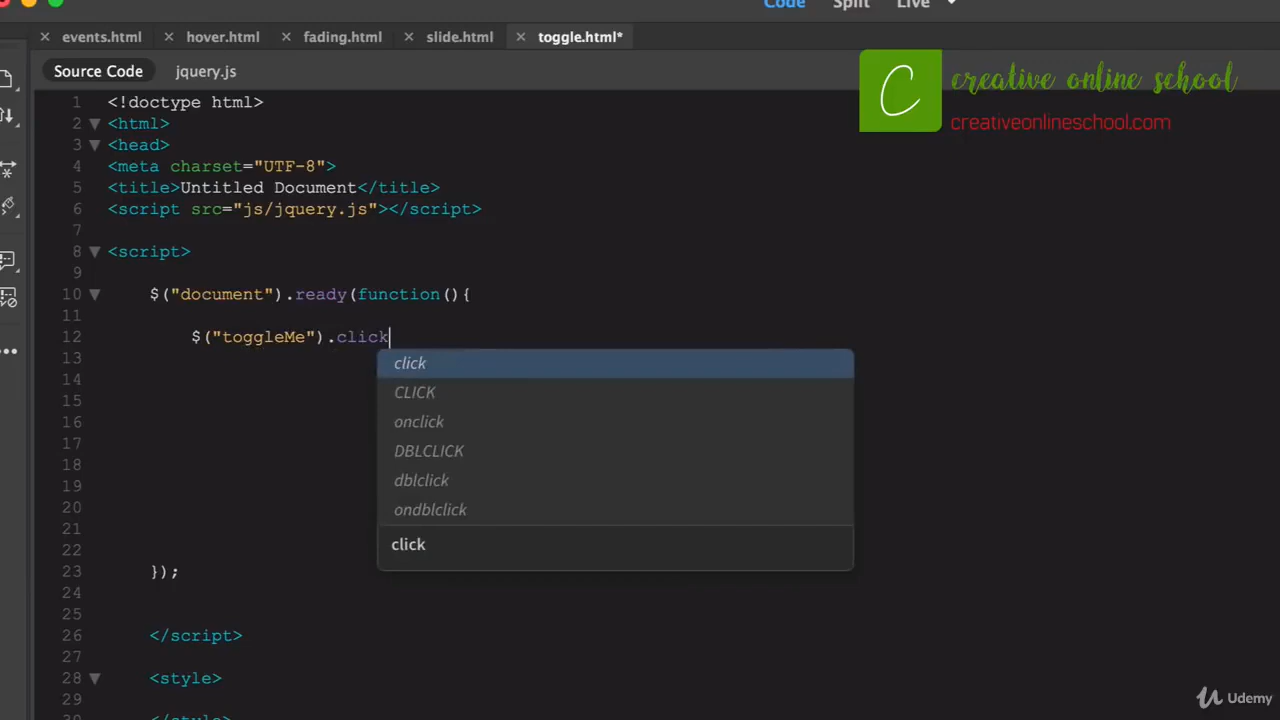 Code Split Live
events.html hover.html fading.html slide.html toggle.html*
Source Code jquery.js
C creative online school
creativeonlineschool.com
1 <!doctype html>
2 <html>
3 <head>
4 <meta charset="UTF-8">
5 <title>Untitled Document</title>
6 <script src="js/jquery.js"></script>
7
8 <script>
9
10 $("document").ready(function(){
11
12 $("toggleMe").click
13
click
14
CLICK
15
16
onclick
17
DBLCLICK
18
19
dblclick
20
ondblclick
21
22
click
23 });
24
25
26 </script>
27
28 <style>
29
Udemy